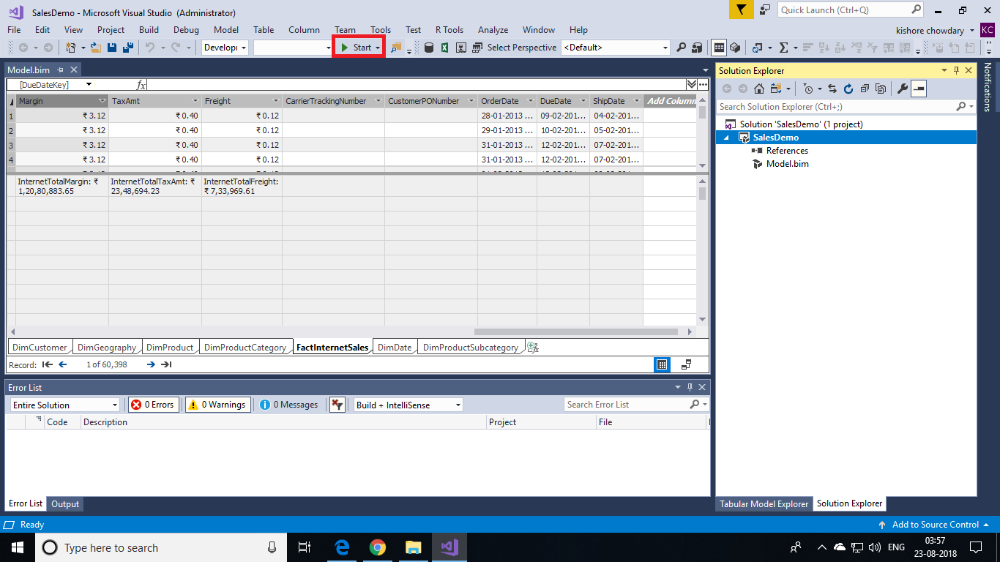 SalesDemo - Microsoft Visual Studio (Administrator)
Quick Launch (Ctrl+Q)
File Edit View Project Build Debug Model Table Column Team Tools Test R Tools Analyze Window Help
kishore chowdary KC
Start Select Perspective <Default>
Model.bim
[DueDateKey] fx
Margin TaxAmt Freight CarrierTrackingNumber CustomerPONumber OrderDate DueDate ShipDate Add Column
1 ₹ 3.12 ₹ 0.40 ₹ 0.12 28-01-2013 ... 09-02-201... 04-02-201...
2 ₹ 3.12 ₹ 0.40 ₹ 0.12 29-01-2013 ... 10-02-201... 05-02-201...
3 ₹ 3.12 ₹ 0.40 ₹ 0.12 31-01-2013 ... 12-02-201... 07-02-201...
4 ₹ 3.12 ₹ 0.40 ₹ 0.12 31-01-2013 ... 12-02-201... 07-02-201...
InternetTotalMargin: ₹ InternetTotalTaxAmt: ₹ InternetTotalFreight:
1,20,80,883.65 23,48,694.23 ₹ 7,33,969.61
DimCustomer DimGeography DimProduct DimProductCategory FactInternetSales DimDate DimProductSubcategory
Record: 1 of 60,398
Error List
Entire Solution 0 Errors 0 Warnings 0 Messages Build + IntelliSense Search Error List
Code Description Project File
Error List Output
Solution Explorer
Search Solution Explorer (Ctrl+;)
Solution 'SalesDemo' (1 project)
SalesDemo
References
Model.bim
Tabular Model Explorer Solution Explorer
Notifications
Ready
Add to Source Control
Type here to search
ENG
03:57
23-08-2018